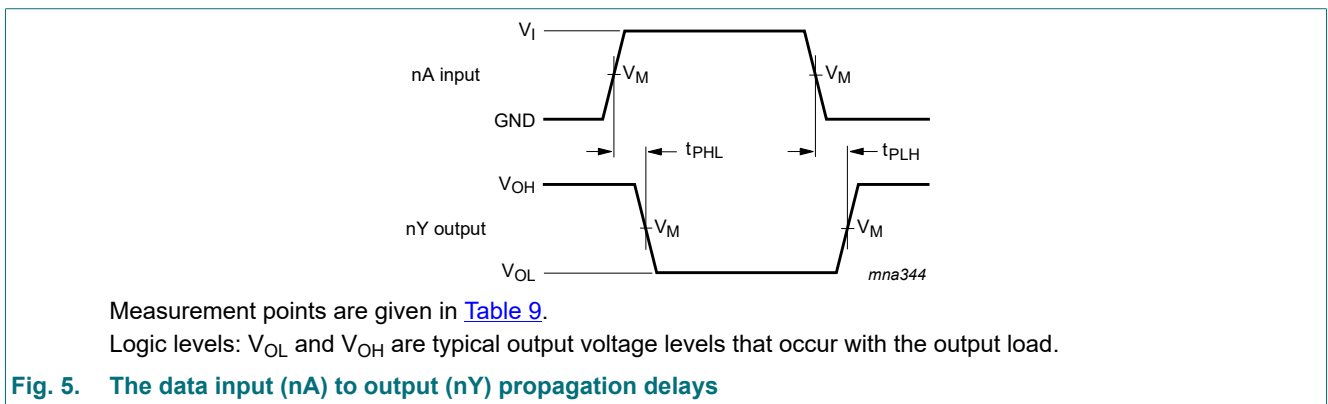 V_I
nA input
V_M
V_M
GND
t_PHL
t_PLH
V_OH
nY output
V_M
V_M
V_OL
mna344
Measurement points are given in Table 9.
Logic levels: V_OL and V_OH are typical output voltage levels that occur with the output load.
Fig. 5. The data input (nA) to output (nY) propagation delays